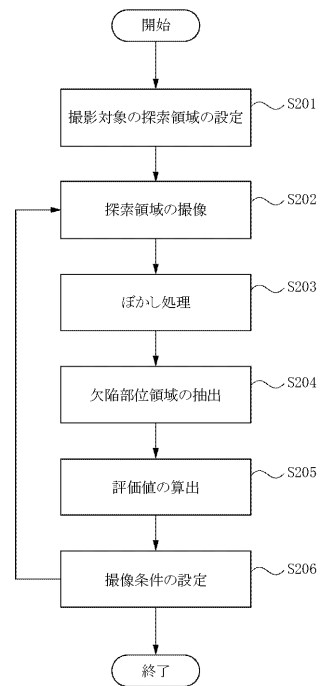 開始
撮影対象の探索領域の設定
S201
探索領域の撮像
S202
ぼかし処理
S203
欠陥部位領域の抽出
S204
評価値の算出
S205
撮像条件の設定
S206
終了